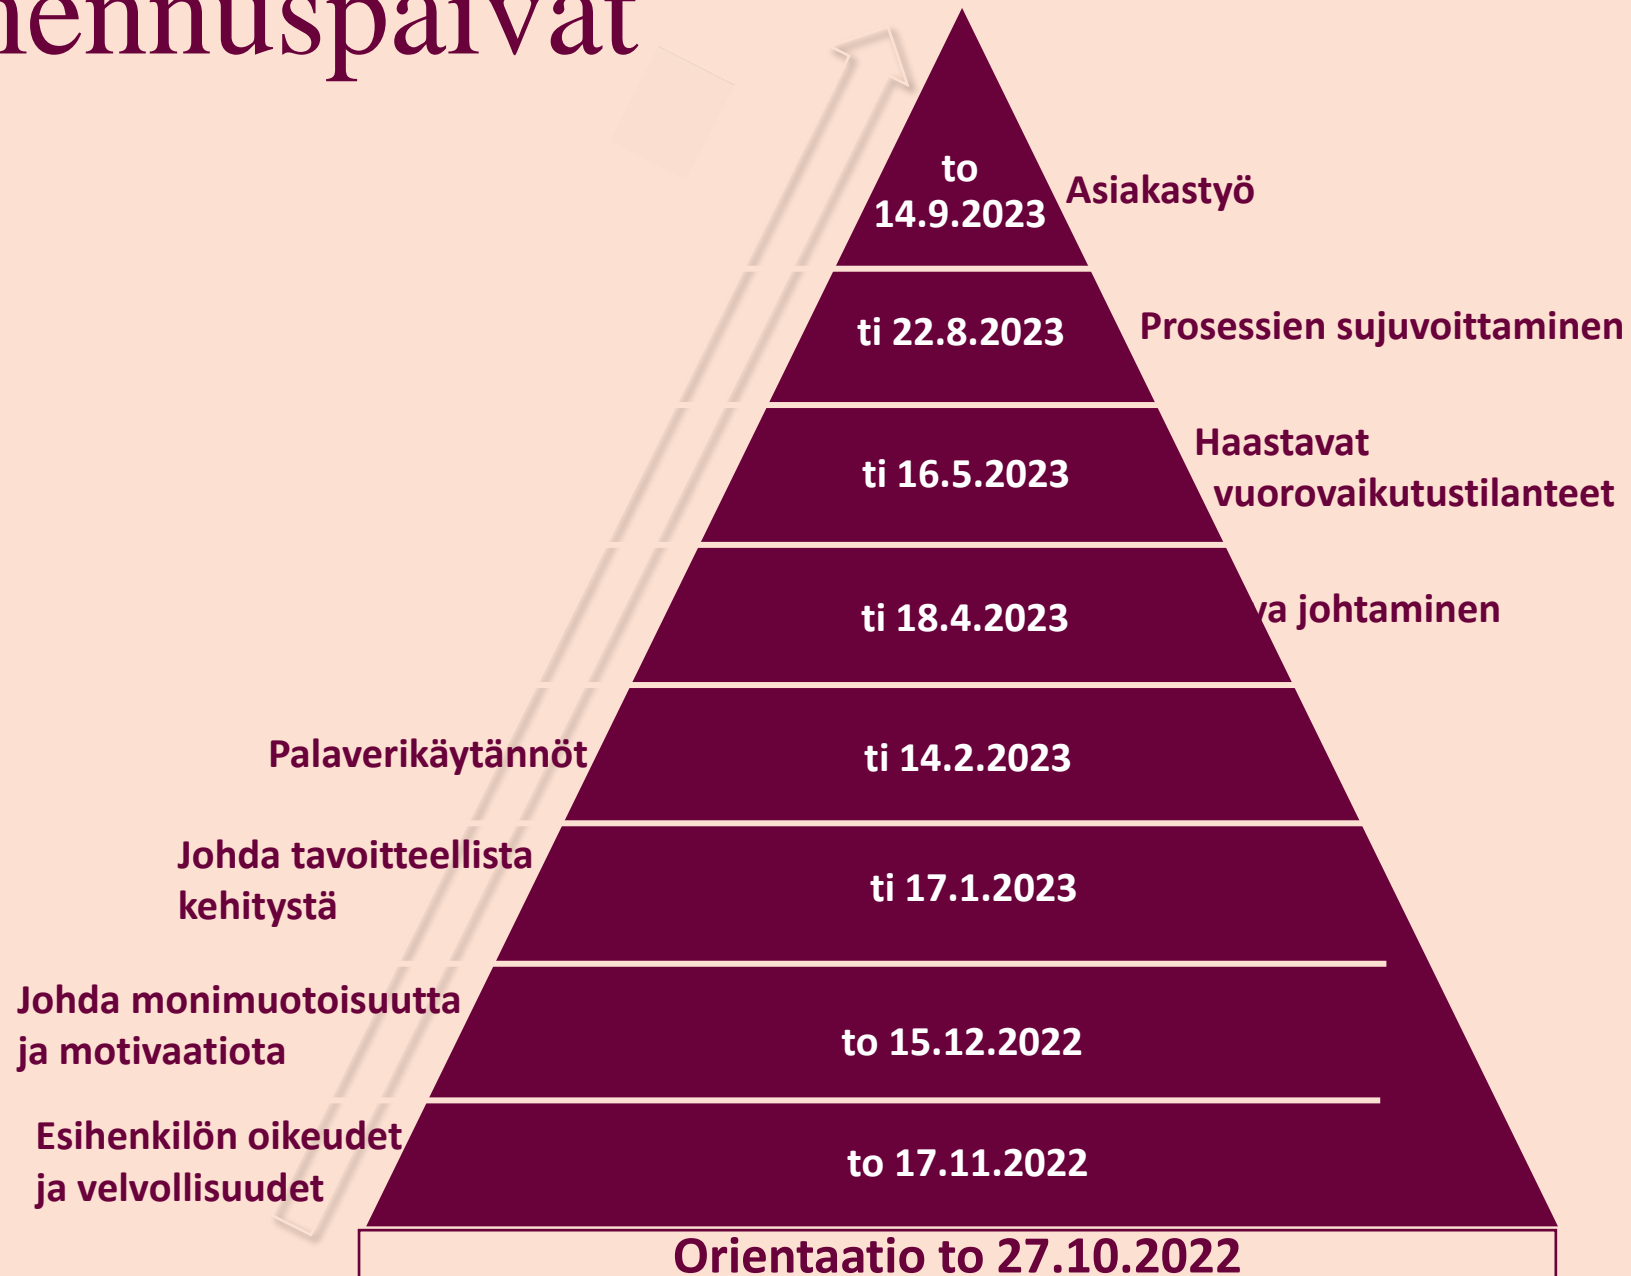 to
14.9.2023
Asiakastyö
ti 22.8.2023
Prosessien sujuvoittaminen
ti 16.5.2023
Haastavat
vuorovaikutustilanteet
ti 18.4.2023
johtaminen
Palaverikäytännöt
ti 14.2.2023
Johda tavoitteellista
kehitystä
ti 17.1.2023
Johda monimuotoisuutta
ja motivaatiota
to 15.12.2022
Esihenkilön oikeudet
ja velvollisuudet
to 17.11.2022
Orientaatio to 27.10.2022